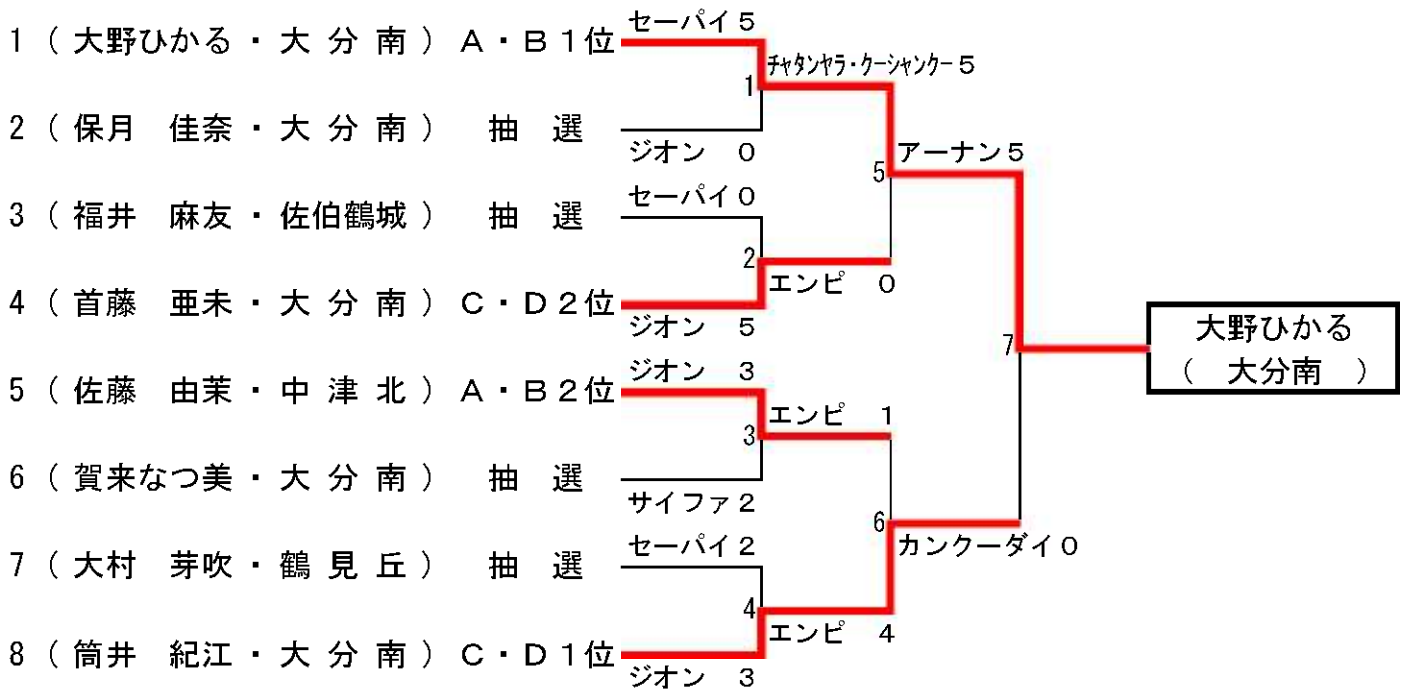 1 （ 大野ひかる ・ 大 分 南 ） A ・ B 1位
セーパイ 5
1
チャタンヤラ・クーシャンクー 5
2 （ 保月　佳奈 ・ 大 分 南 ） 抽　選
ジオン　0
5
アーナン 5
3 （ 福井　麻友 ・ 佐伯鶴城 ） 抽　選
セーパイ 0
2
エンピ　0
4 （ 首藤　亜未 ・ 大 分 南 ） C ・ D 2位
ジオン　5
7
大野ひかる
（　大分南　）
5 （ 佐藤　由茉 ・ 中 津 北 ） A ・ B 2位
ジオン　3
3
エンピ　1
6 （ 賀来なつ美 ・ 大 分 南 ） 抽　選
サイファ 2
6
カンクーダイ 0
7 （ 大村　芽吹 ・ 鶴 見 丘 ） 抽　選
セーパイ 2
4
エンピ　4
8 （ 筒井　紀江 ・ 大 分 南 ） C ・ D 1位
ジオン　3